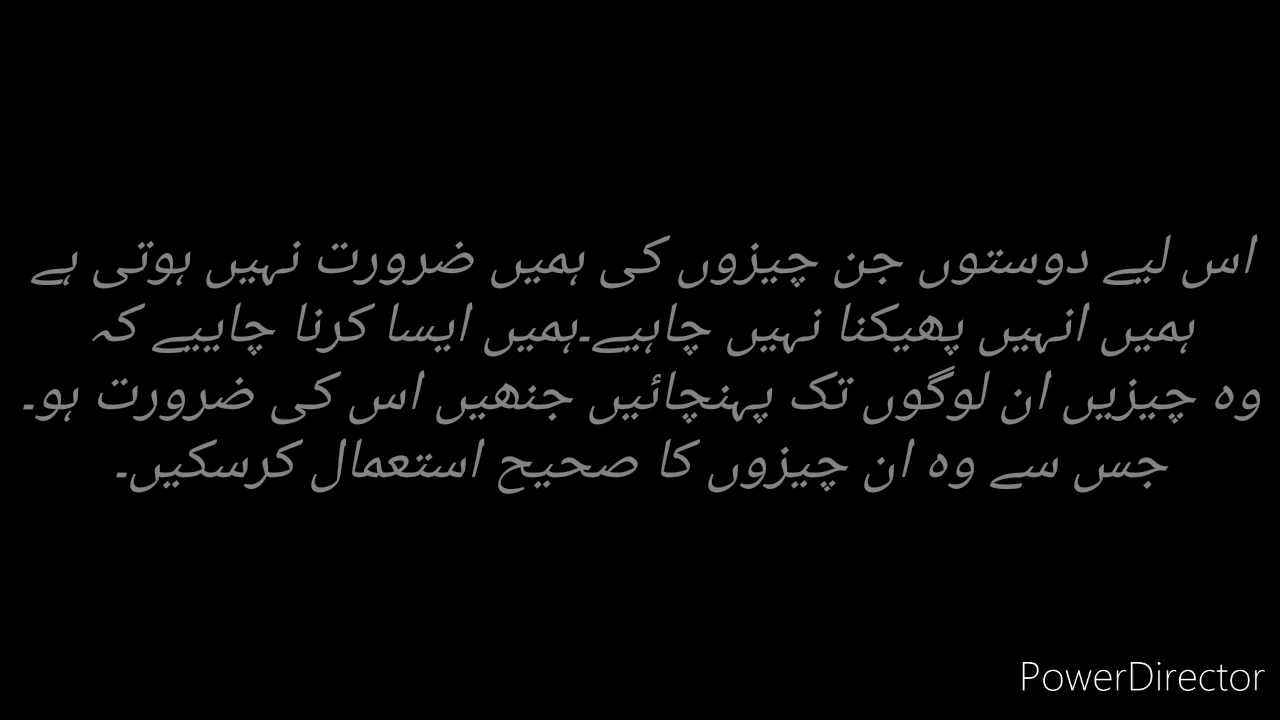 اس لیے دوستوں جن چیزوں کی ہمیں ضرورت نہیں ہوتی ہے
ہمیں انہیں پھیکنا نہیں چاہیے۔ہمیں ایسا کرنا چاییے کہ
وہ چیزیں ان لوگوں تک پہنچائیں جنھیں اس کی ضرورت ہو۔
جس سے وہ ان چیزوں کا صحیح استعمال کرسکیں۔
PowerDirector